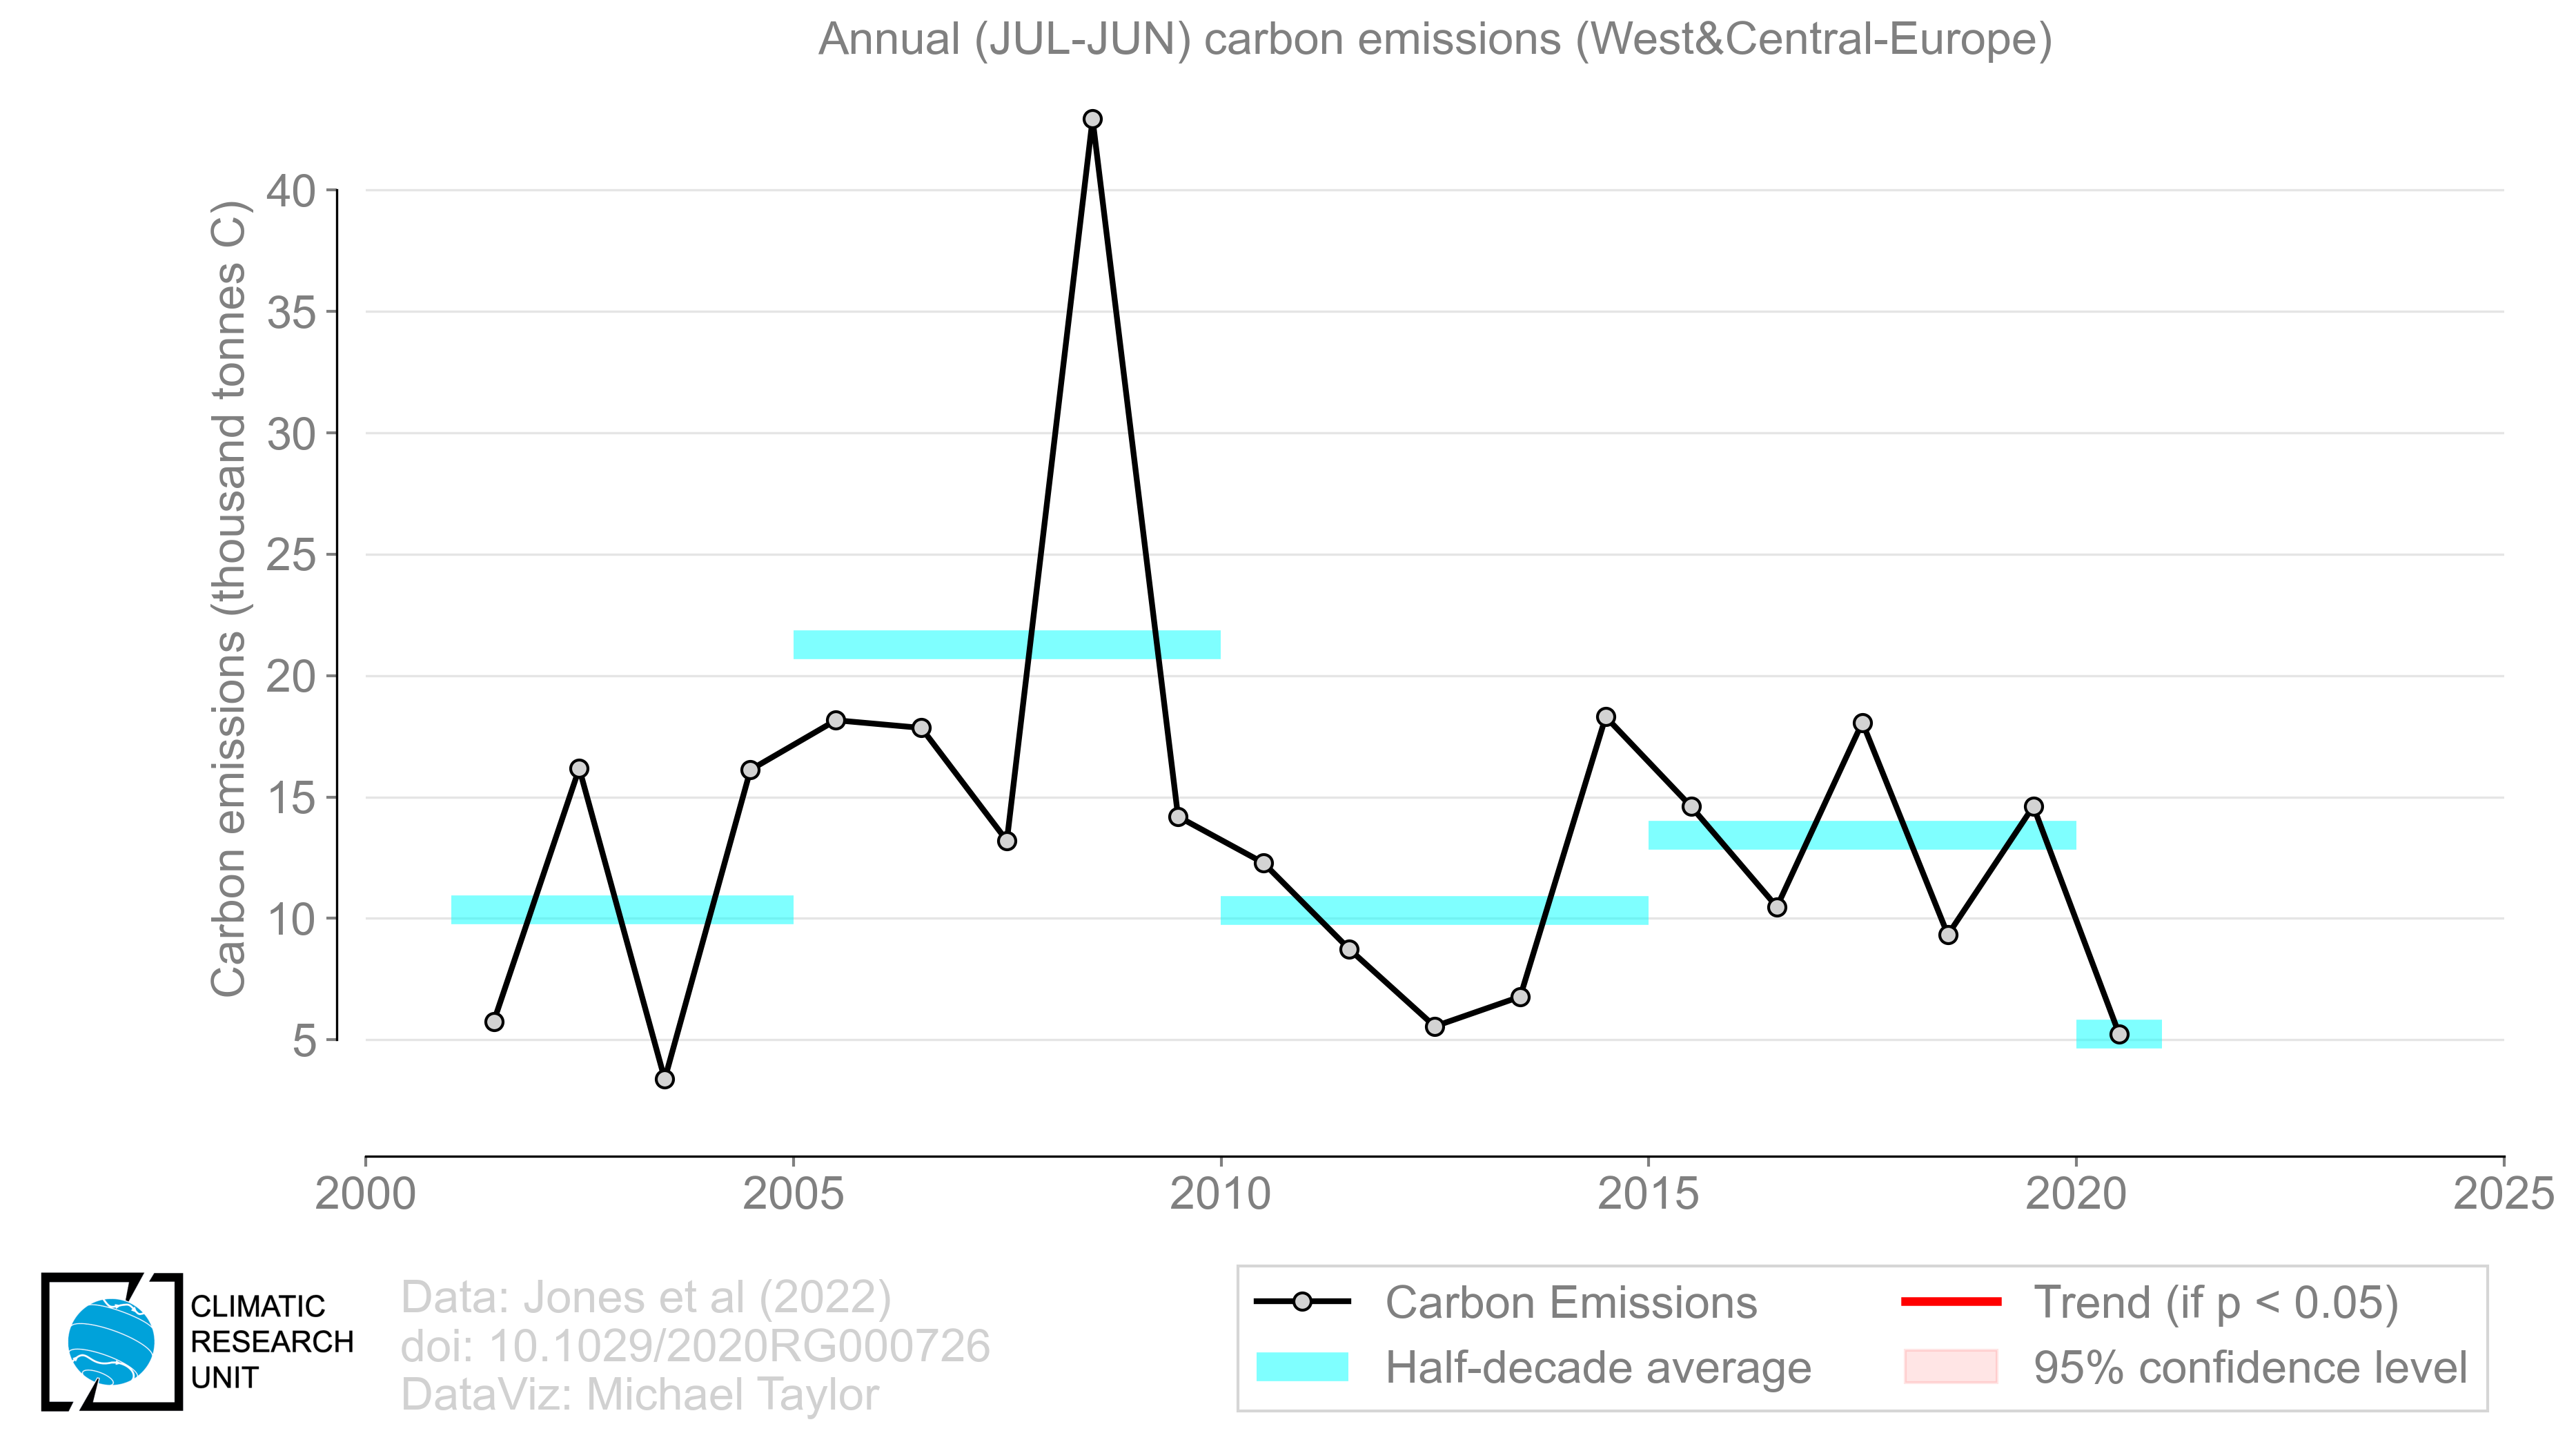 Annual (JUL-JUN) carbon emissions (West&Central-Europe)
Carbon emissions (thousand tonnes C)
40
35
30
25
20
15
10
5
2000 2005 2010 2015 2020 2025
CLIMATIC
RESEARCH
UNIT
Data: Jones et al (2022)
doi: 10.1029/2020RG000726
DataViz: Michael Taylor
Carbon Emissions
Half-decade average
Trend (if p < 0.05)
95% confidence level